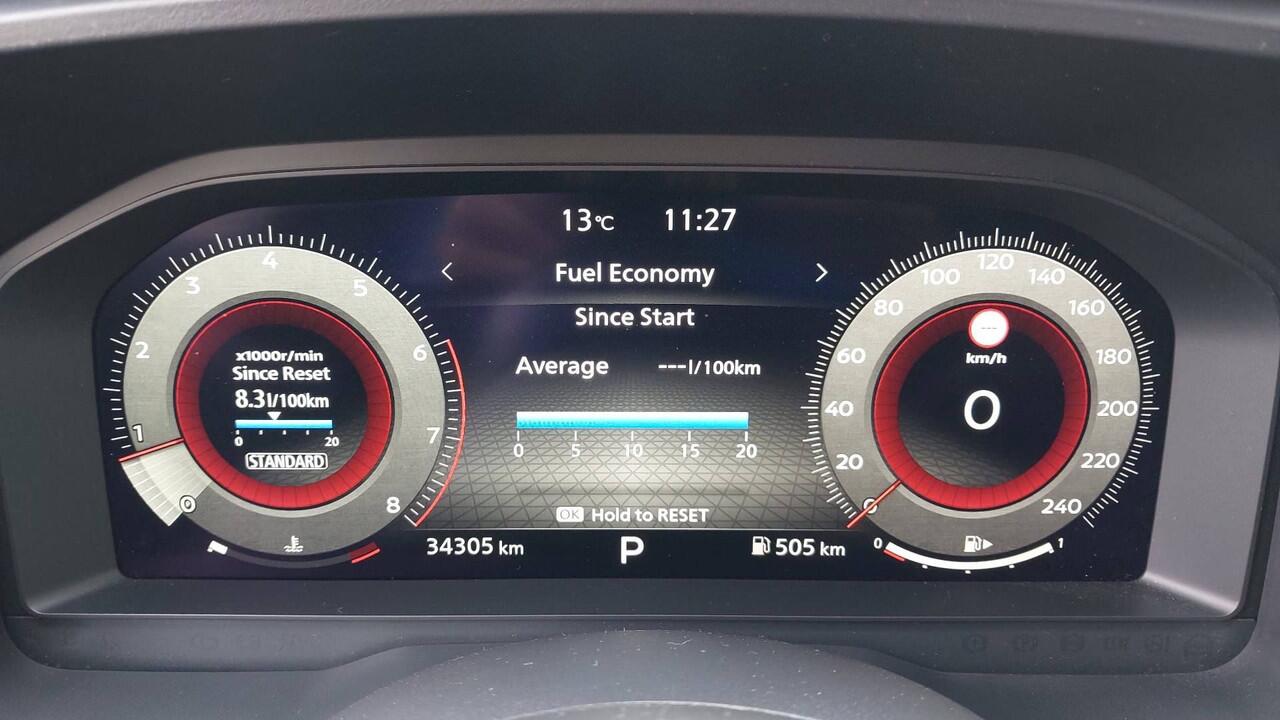 13°C 11:27
Fuel Economy
Since Start
Average ---l/100km
0 5 10 15 20
OK Hold to RESET
34305 km P 505 km
0 1 2 3 4 5 6 7 8
x1000r/min
Since Reset
8.3l/100km
0 20
STANDARD
0 20 40 60 80 100 120 140 160 180 200 220 240
---
km/h
0
0 1